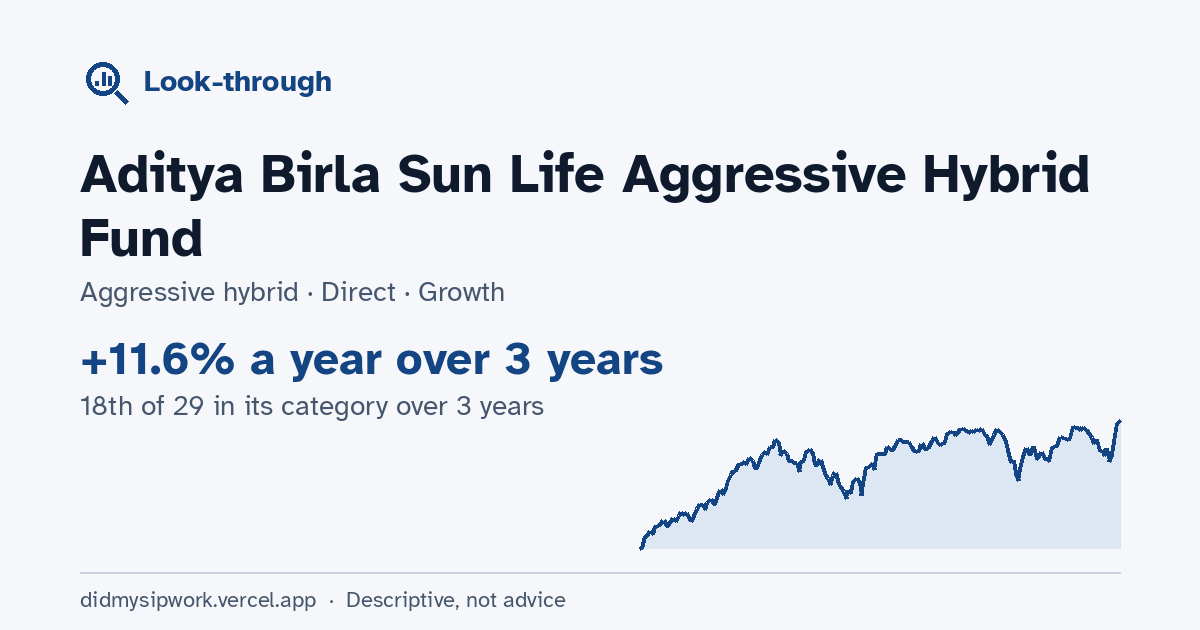 Look-through
Aditya Birla Sun Life Aggressive Hybrid
Fund
Aggressive hybrid · Direct · Growth
+11.6% a year over 3 years
18th of 29 in its category over 3 years
didmysipwork.vercel.app · Descriptive, not advice